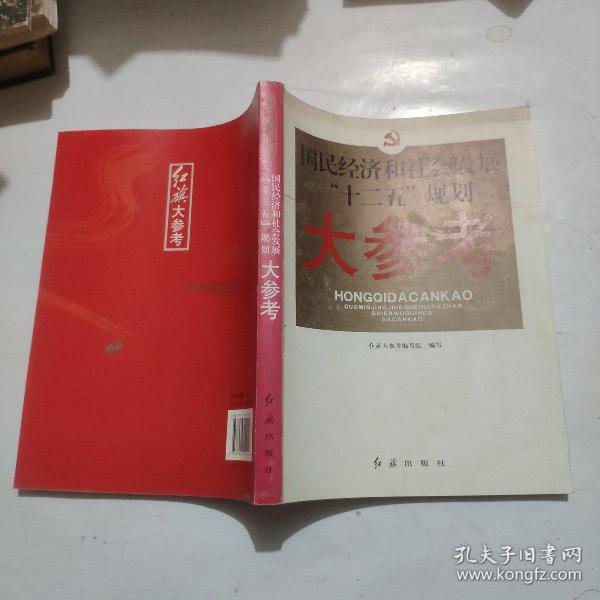 红旗
大参考
国民经济和社会发展
“十二五”规划
大参考
红旗出版社
国民经济和社会发展
“十二五”规划
大参考
HONGQIDACANKAO
GUOMINJINGJIHESHEHUIFAZHAN
SHIERWUGUIHUA
DACANKAO
红旗大参考编写组 编写
红旗出版社
孔夫子旧书网
www.kongfz.com